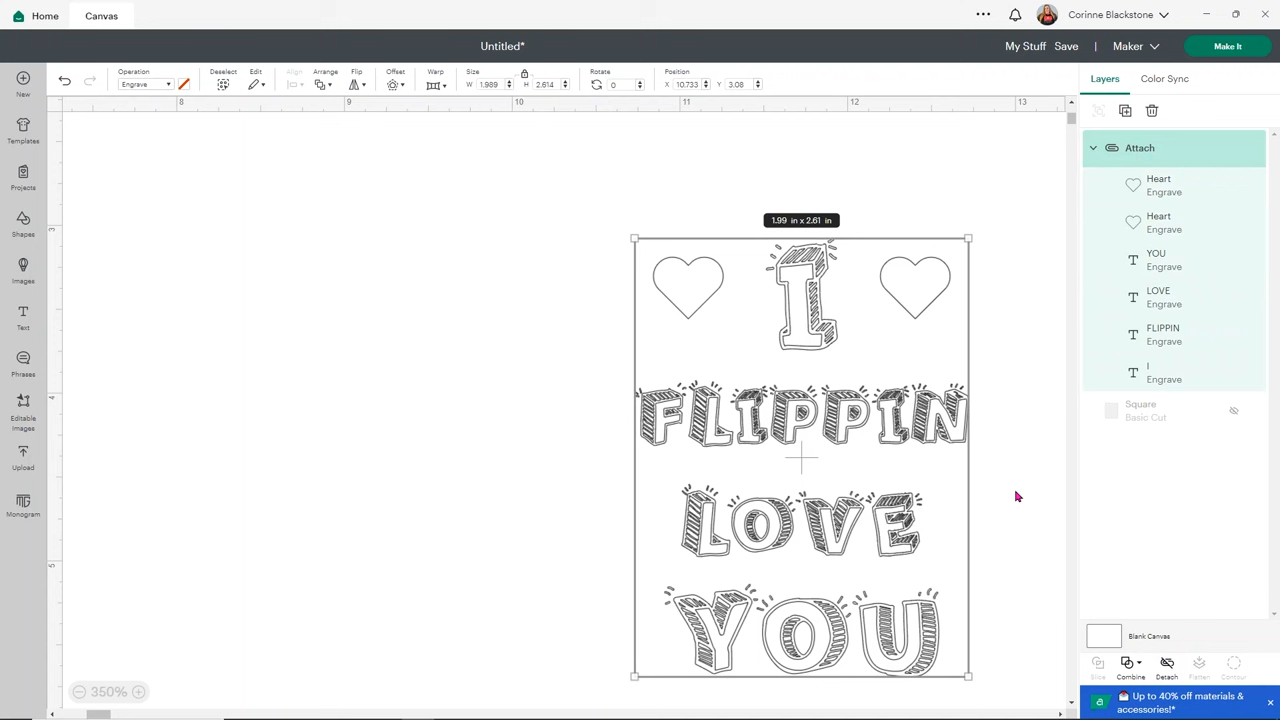 Home
Canvas
Corinne Blackstone
Untitled*
My Stuff
Save
Maker
Make It
Operation
Engrave
Deselect
Edit
Align
Arrange
Flip
Offset
Warp
Size
W 1.989
H 2.614
Rotate
0
Position
X 10.733
Y 3.08
Layers
Color Sync
8 9 10 11 12 13
3
4
5
New
Templates
Projects
Shapes
Images
Text
Phrases
Editable
Images
Upload
Monogram
1.99 in x 2.61 in
I
FLIPPIN
LOVE
YOU
350%
Attach
Heart
Engrave
Heart
Engrave
YOU
Engrave
LOVE
Engrave
FLIPPIN
Engrave
I
Engrave
Square
Basic Cut
Blank Canvas
Slice
Combine
Detach
Flatten
Contour
Up to 40% off materials &
accessories!*